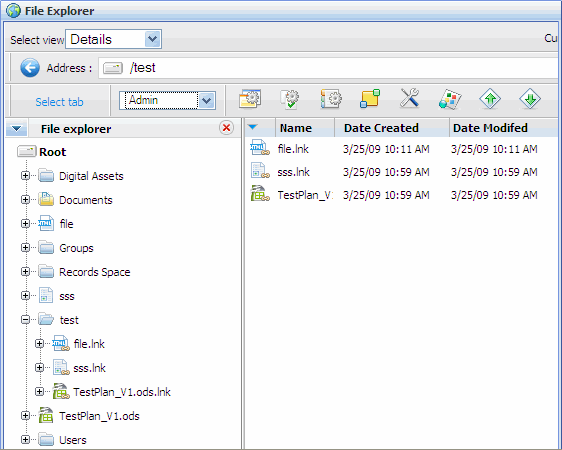 File Explorer
Select view Details Cu
Address : /test
Select tab Admin
File explorer Name Date Created Date Modifed
Root
Digital Assets
Documents
file
Groups
Records Space
sss
test
file.lnk
sss.lnk
TestPlan_V1.ods.lnk
TestPlan_V1.ods
Users
file.lnk 3/25/09 10:11 AM 3/25/09 10:11 AM
sss.lnk 3/25/09 10:59 AM 3/25/09 10:59 AM
TestPlan_V1 3/25/09 10:59 AM 3/25/09 10:59 AM